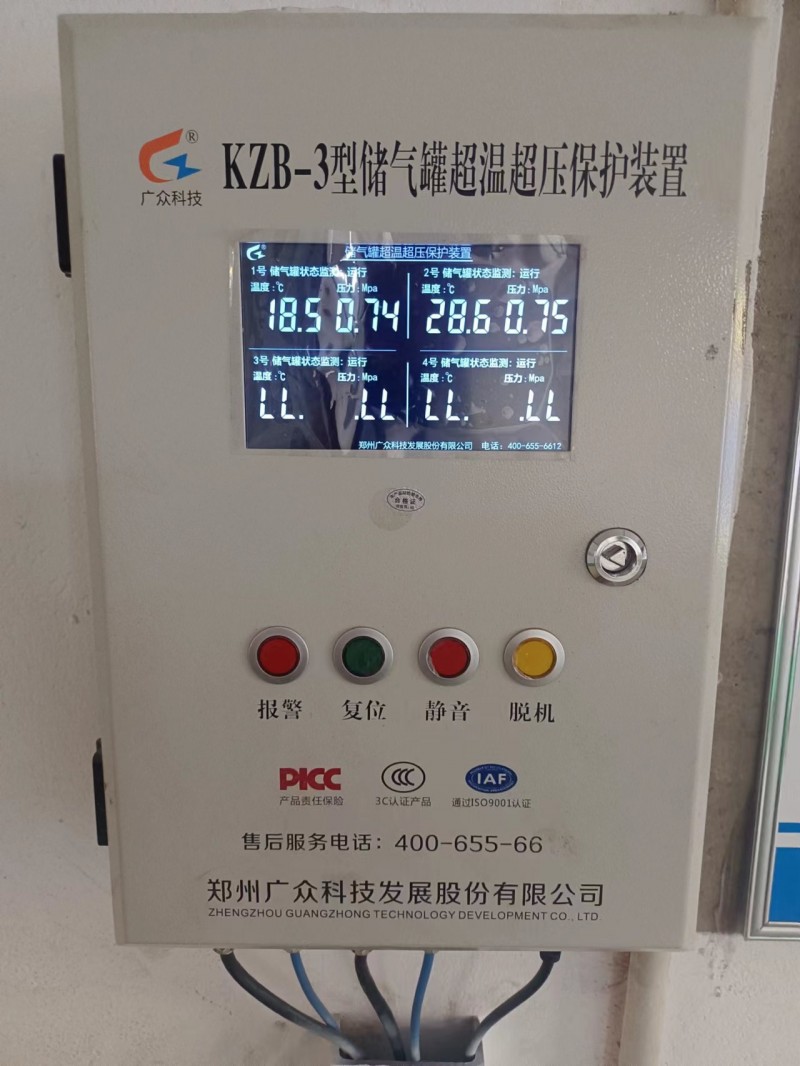 ®
广众科技
KZB-3型储气罐超温超压保护装置
储气罐超温超压保护装置
1号 储气罐状态监测：运行
温度：℃ 压力：Mpa
18.5 0.74
2号 储气罐状态监测：运行
温度：℃ 压力：Mpa
28.6 0.75
3号 储气罐状态监测：运行
温度：℃ 压力：Mpa
LL. .LL
4号 储气罐状态监测：运行
温度：℃ 压力：Mpa
LL. .LL
郑州广众科技发展股份有限公司 电话：400-655-6612
合格证
报警 复位 静音 脱机
PICC
产品责任保险
CCC
3C认证产品
IAF
通过ISO9001认证
售后服务电话：400-655-66
郑州广众科技发展股份有限公司
ZHENGZHOU GUANGZHONG TECHNOLOGY DEVELOPMENT CO., LTD